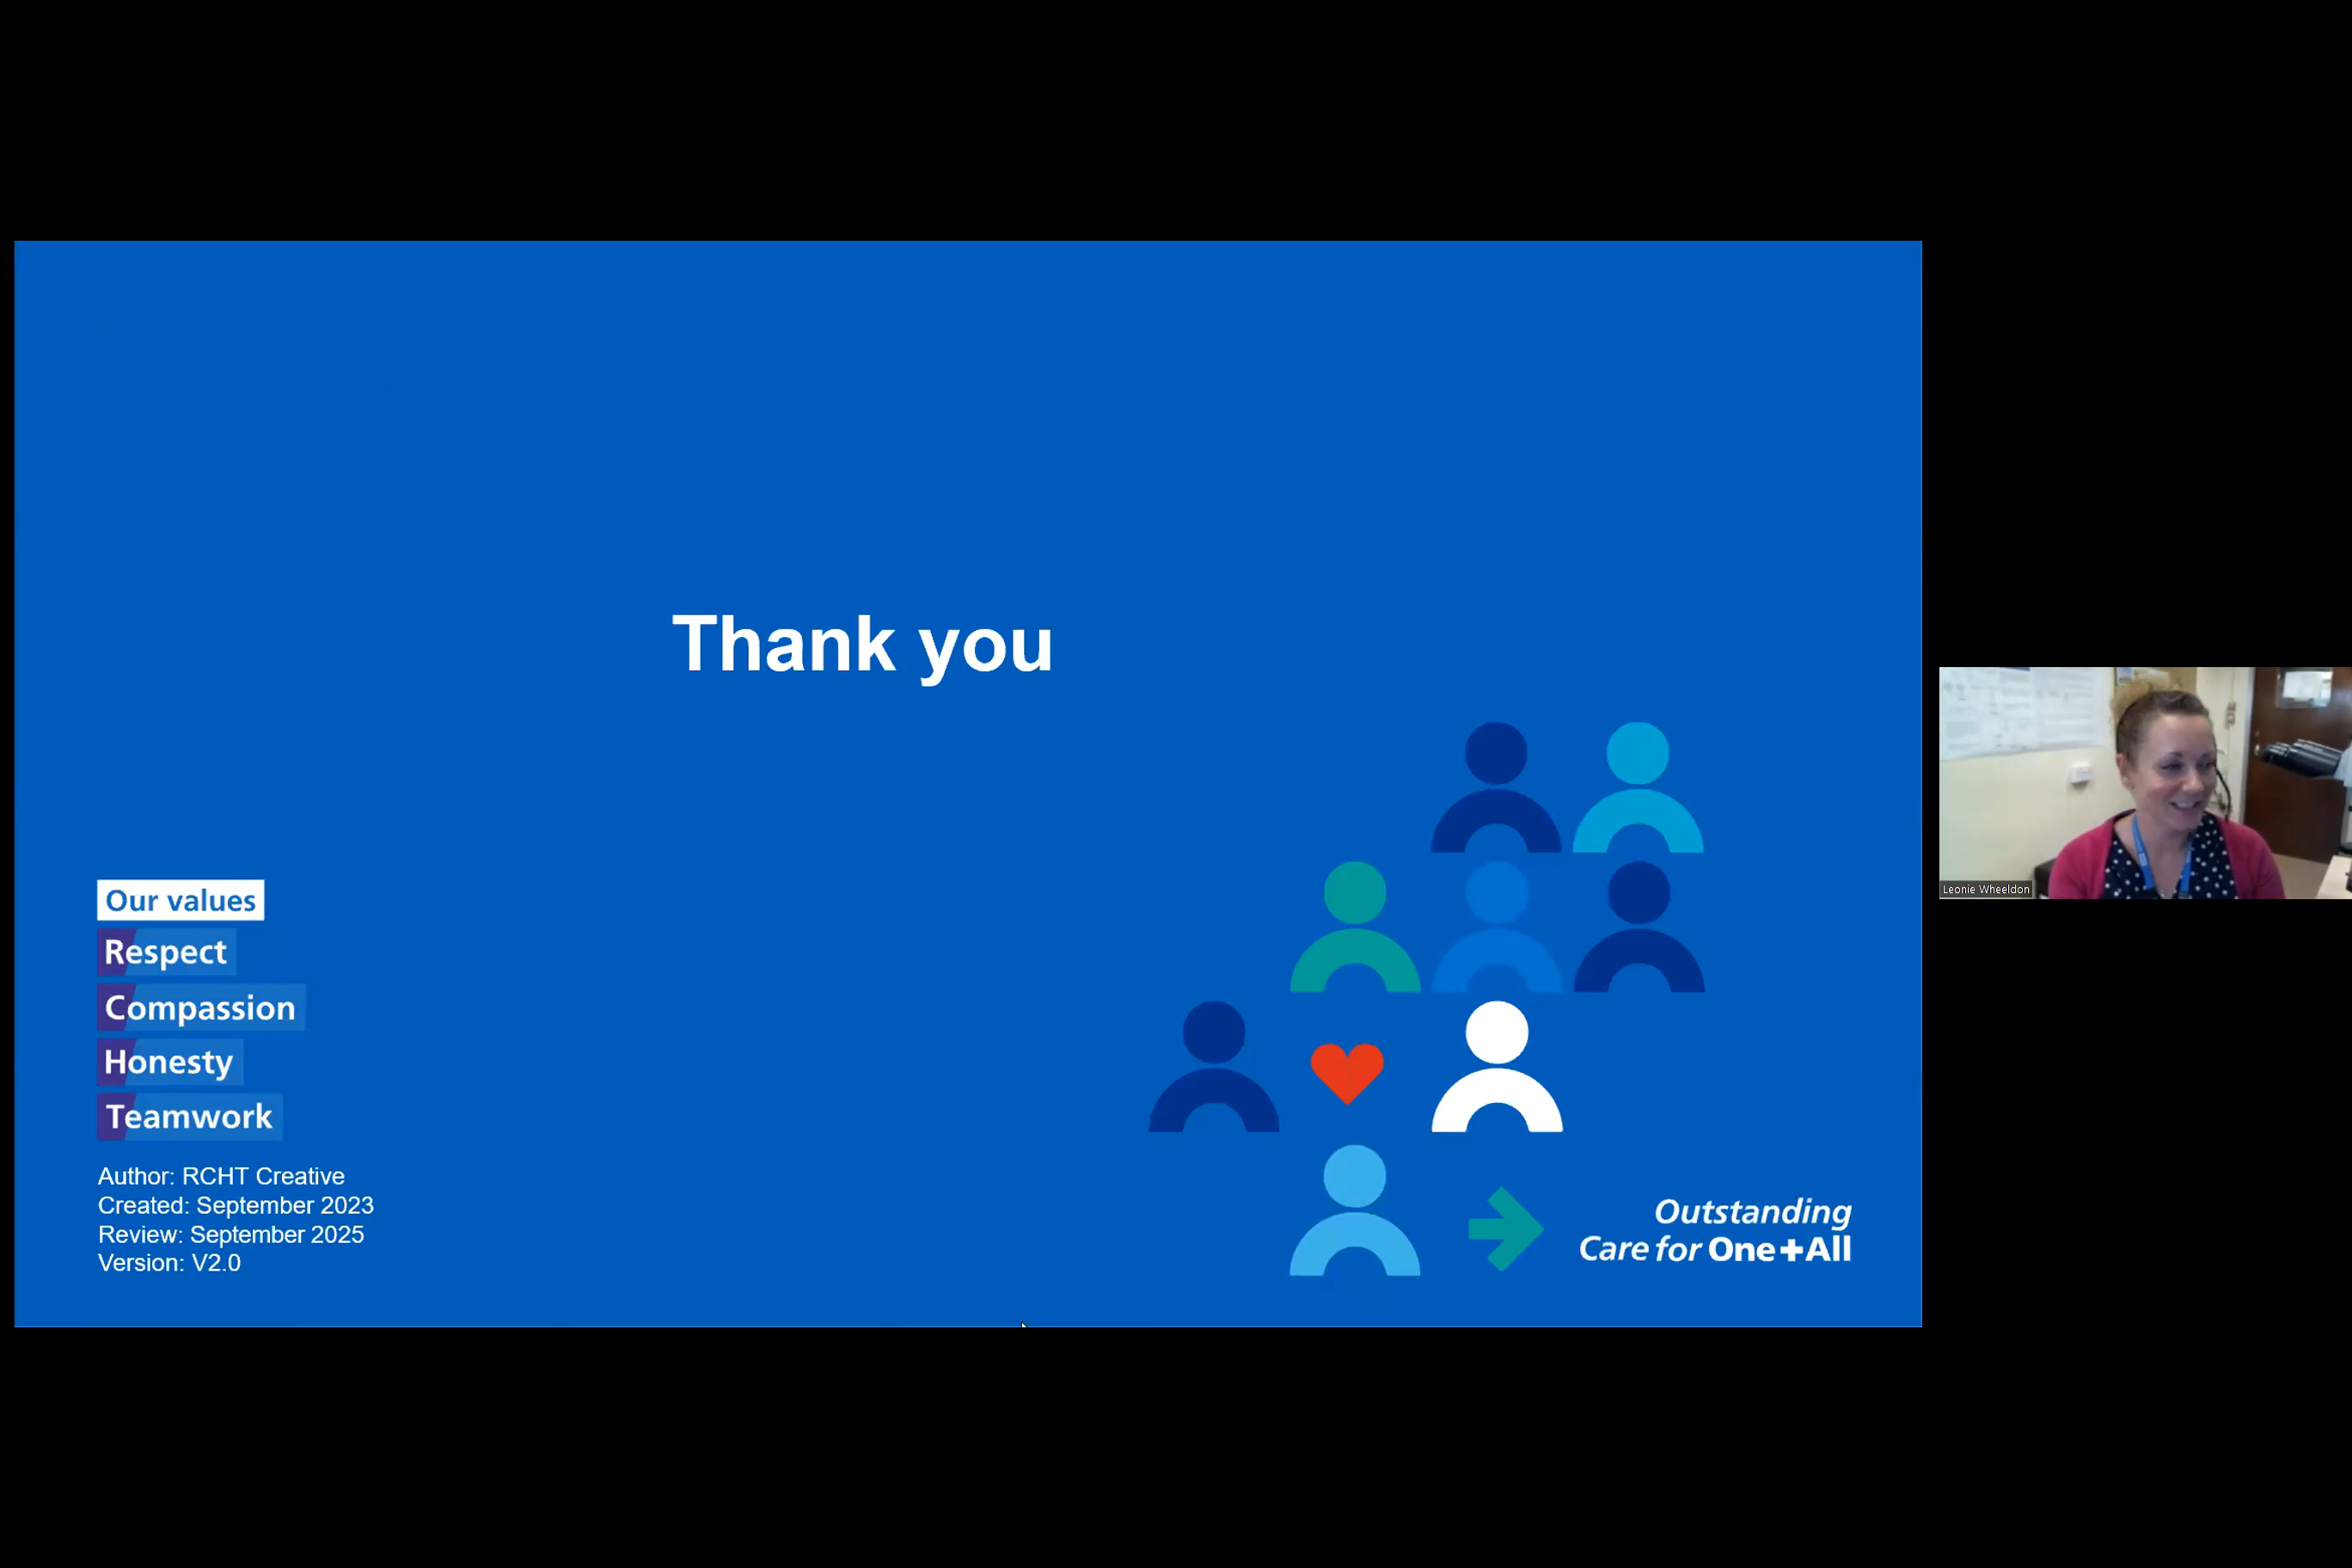 Thank you
Our values
Respect
Compassion
Honesty
Teamwork
Author: RCHT Creative
Created: September 2023
Review: September 2025
Version: V2.0
Outstanding
Care for One+All
Leonie Wheeldon